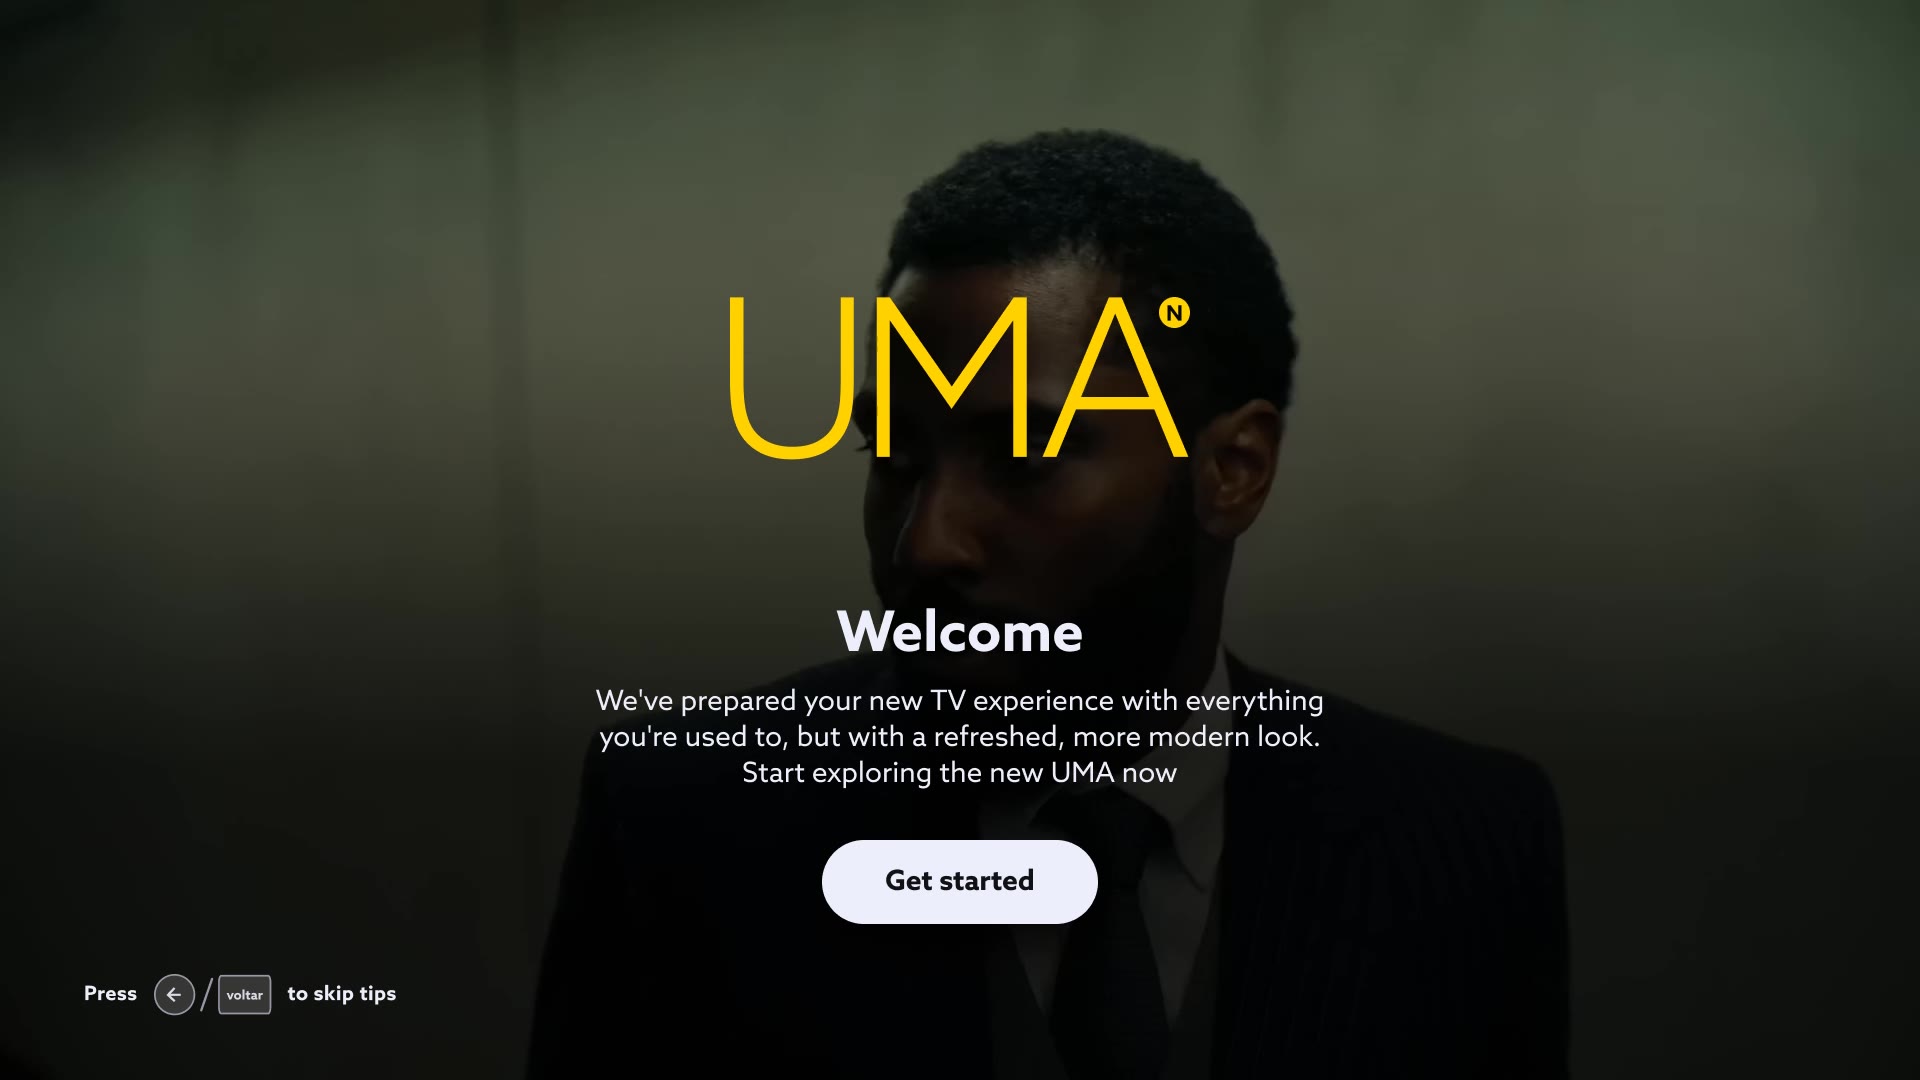 UMA N
Welcome
We've prepared your new TV experience with everything
you're used to, but with a refreshed, more modern look.
Start exploring the new UMA now
Get started
Press ← / voltar to skip tips